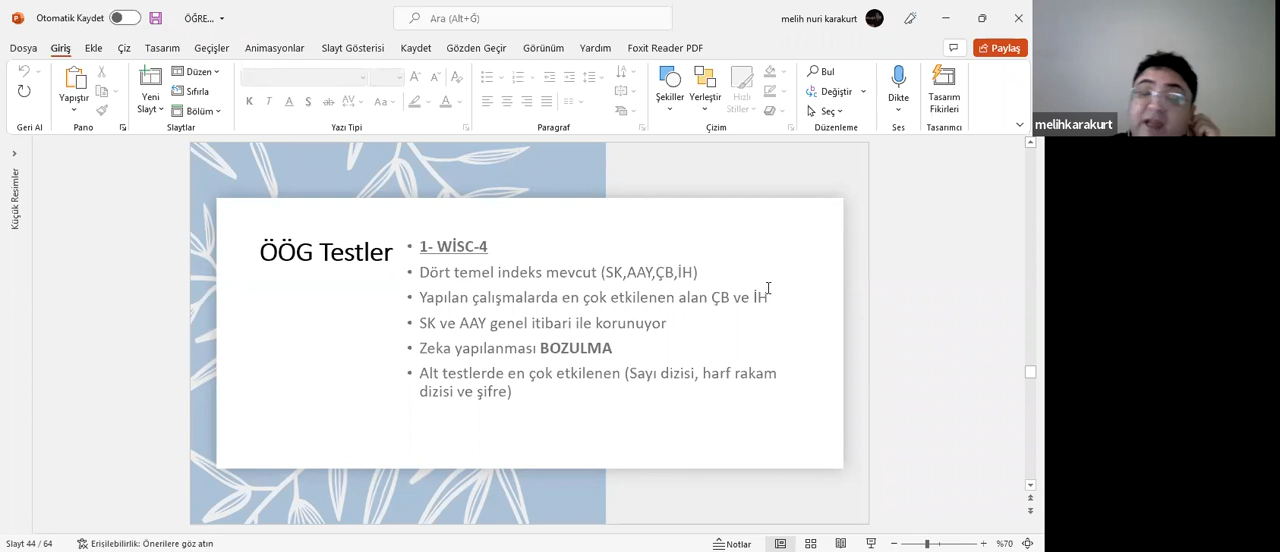 Otomatik Kaydet
ÖĞRE...
Ara (Alt+G)
melih nuri karakurt
Dosya Giriş Ekle Çiz Tasarım Geçişler Animasyonlar Slayt Gösterisi Kaydet Gözden Geçir Görünüm Yardım Foxit Reader PDF
Paylaş
Geri Al
Yapıştır
Pano
Yeni
Slayt
Düzen
Sıfırla
Bölüm
Slaytlar
K T A S ab AV Aa
Yazı Tipi
Paragraf
Şekiller
Yerleştir
Hızlı
Stiller
Çizim
Bul
Değiştir
Seç
Düzenleme
Dikte
Ses
Tasarım
Fikirleri
Tasarımcı
melihkarakurt
Küçük Resimler
ÖÖG Testler
• 1- WİSC-4
• Dört temel indeks mevcut (SK,AAY,ÇB,İH)
• Yapılan çalışmalarda en çok etkilenen alan ÇB ve İH
• SK ve AAY genel itibari ile korunuyor
• Zeka yapılanması BOZULMA
• Alt testlerde en çok etkilenen (Sayı dizisi, harf rakam
dizisi ve şifre)
Slayt 44 / 64
Erişilebilirlik: Önerilere göz atın
Notlar
%70